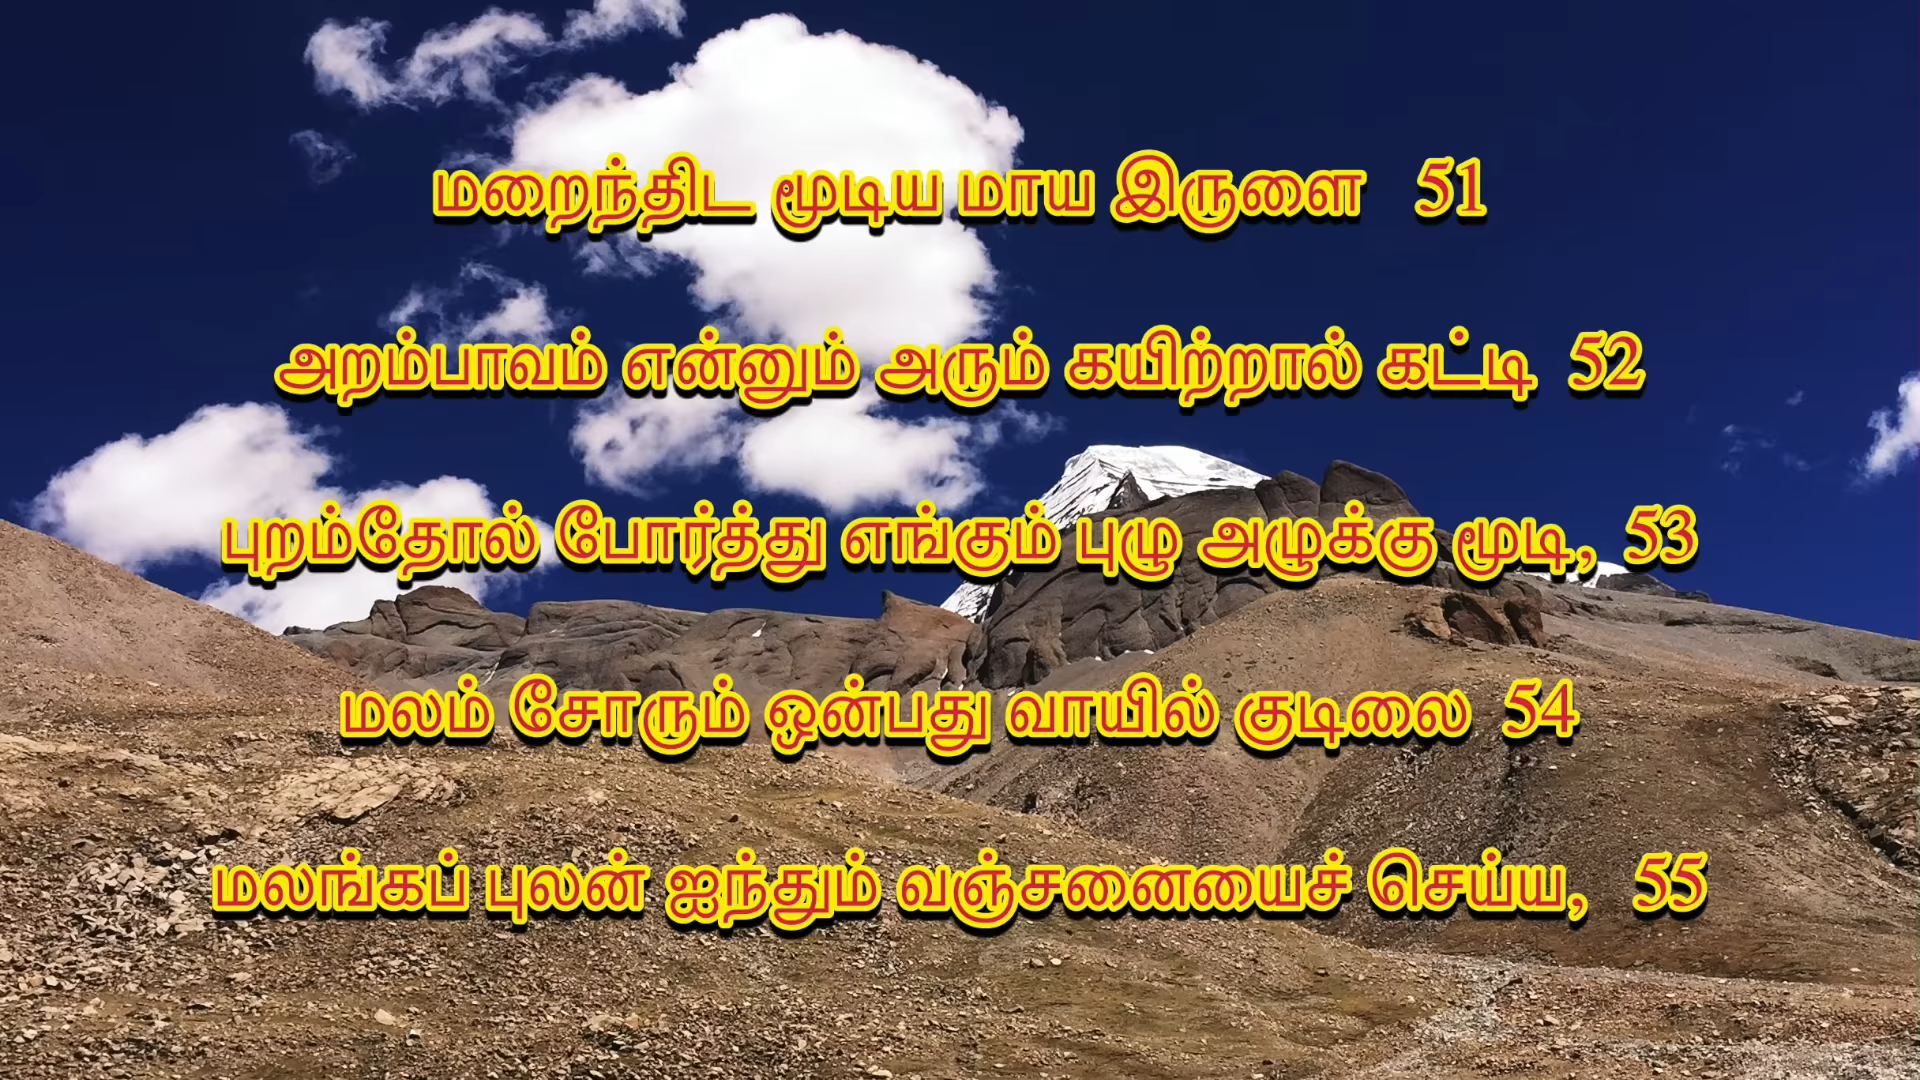 மறைந்திட மூடிய மாய இருளை 51
அறம்பாவம் என்னும் அரும் கயிற்றால் கட்டி 52
புறம்தோல் போர்த்து எங்கும் புழு அழுக்கு மூடி, 53
மலம் சோரும் ஒன்பது வாயில் குடிலை 54
மலங்கப் புலன் ஐந்தும் வஞ்சனையைச் செய்ய, 55